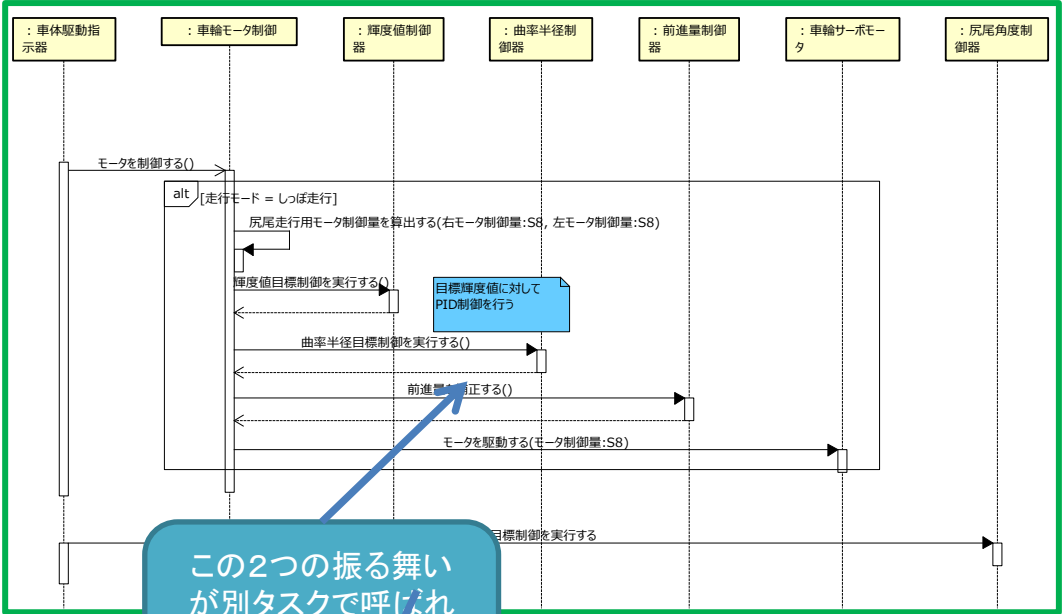 : 車体駆動指
示器
: 車輪モータ制御
: 輝度値制御
器
: 曲率半径制
御器
: 前進量制御
器
: 車輪サーボモー
タ
: 尻尾角度制
御器
モータを制御する()
alt
[走行モード = しっぽ走行]
尻尾走行用モータ制御量を算出する(右モータ制御量:S8, 左モータ制御量:S8)
輝度値目標制御を実行する()
目標輝度値に対して
PID制御を行う
曲率半径目標制御を実行する()
前進量 正する()
モータを駆動する(モータ制御量:S8)
目標制御を実行する
この2つの振る舞い
が別タスクで呼ばれ